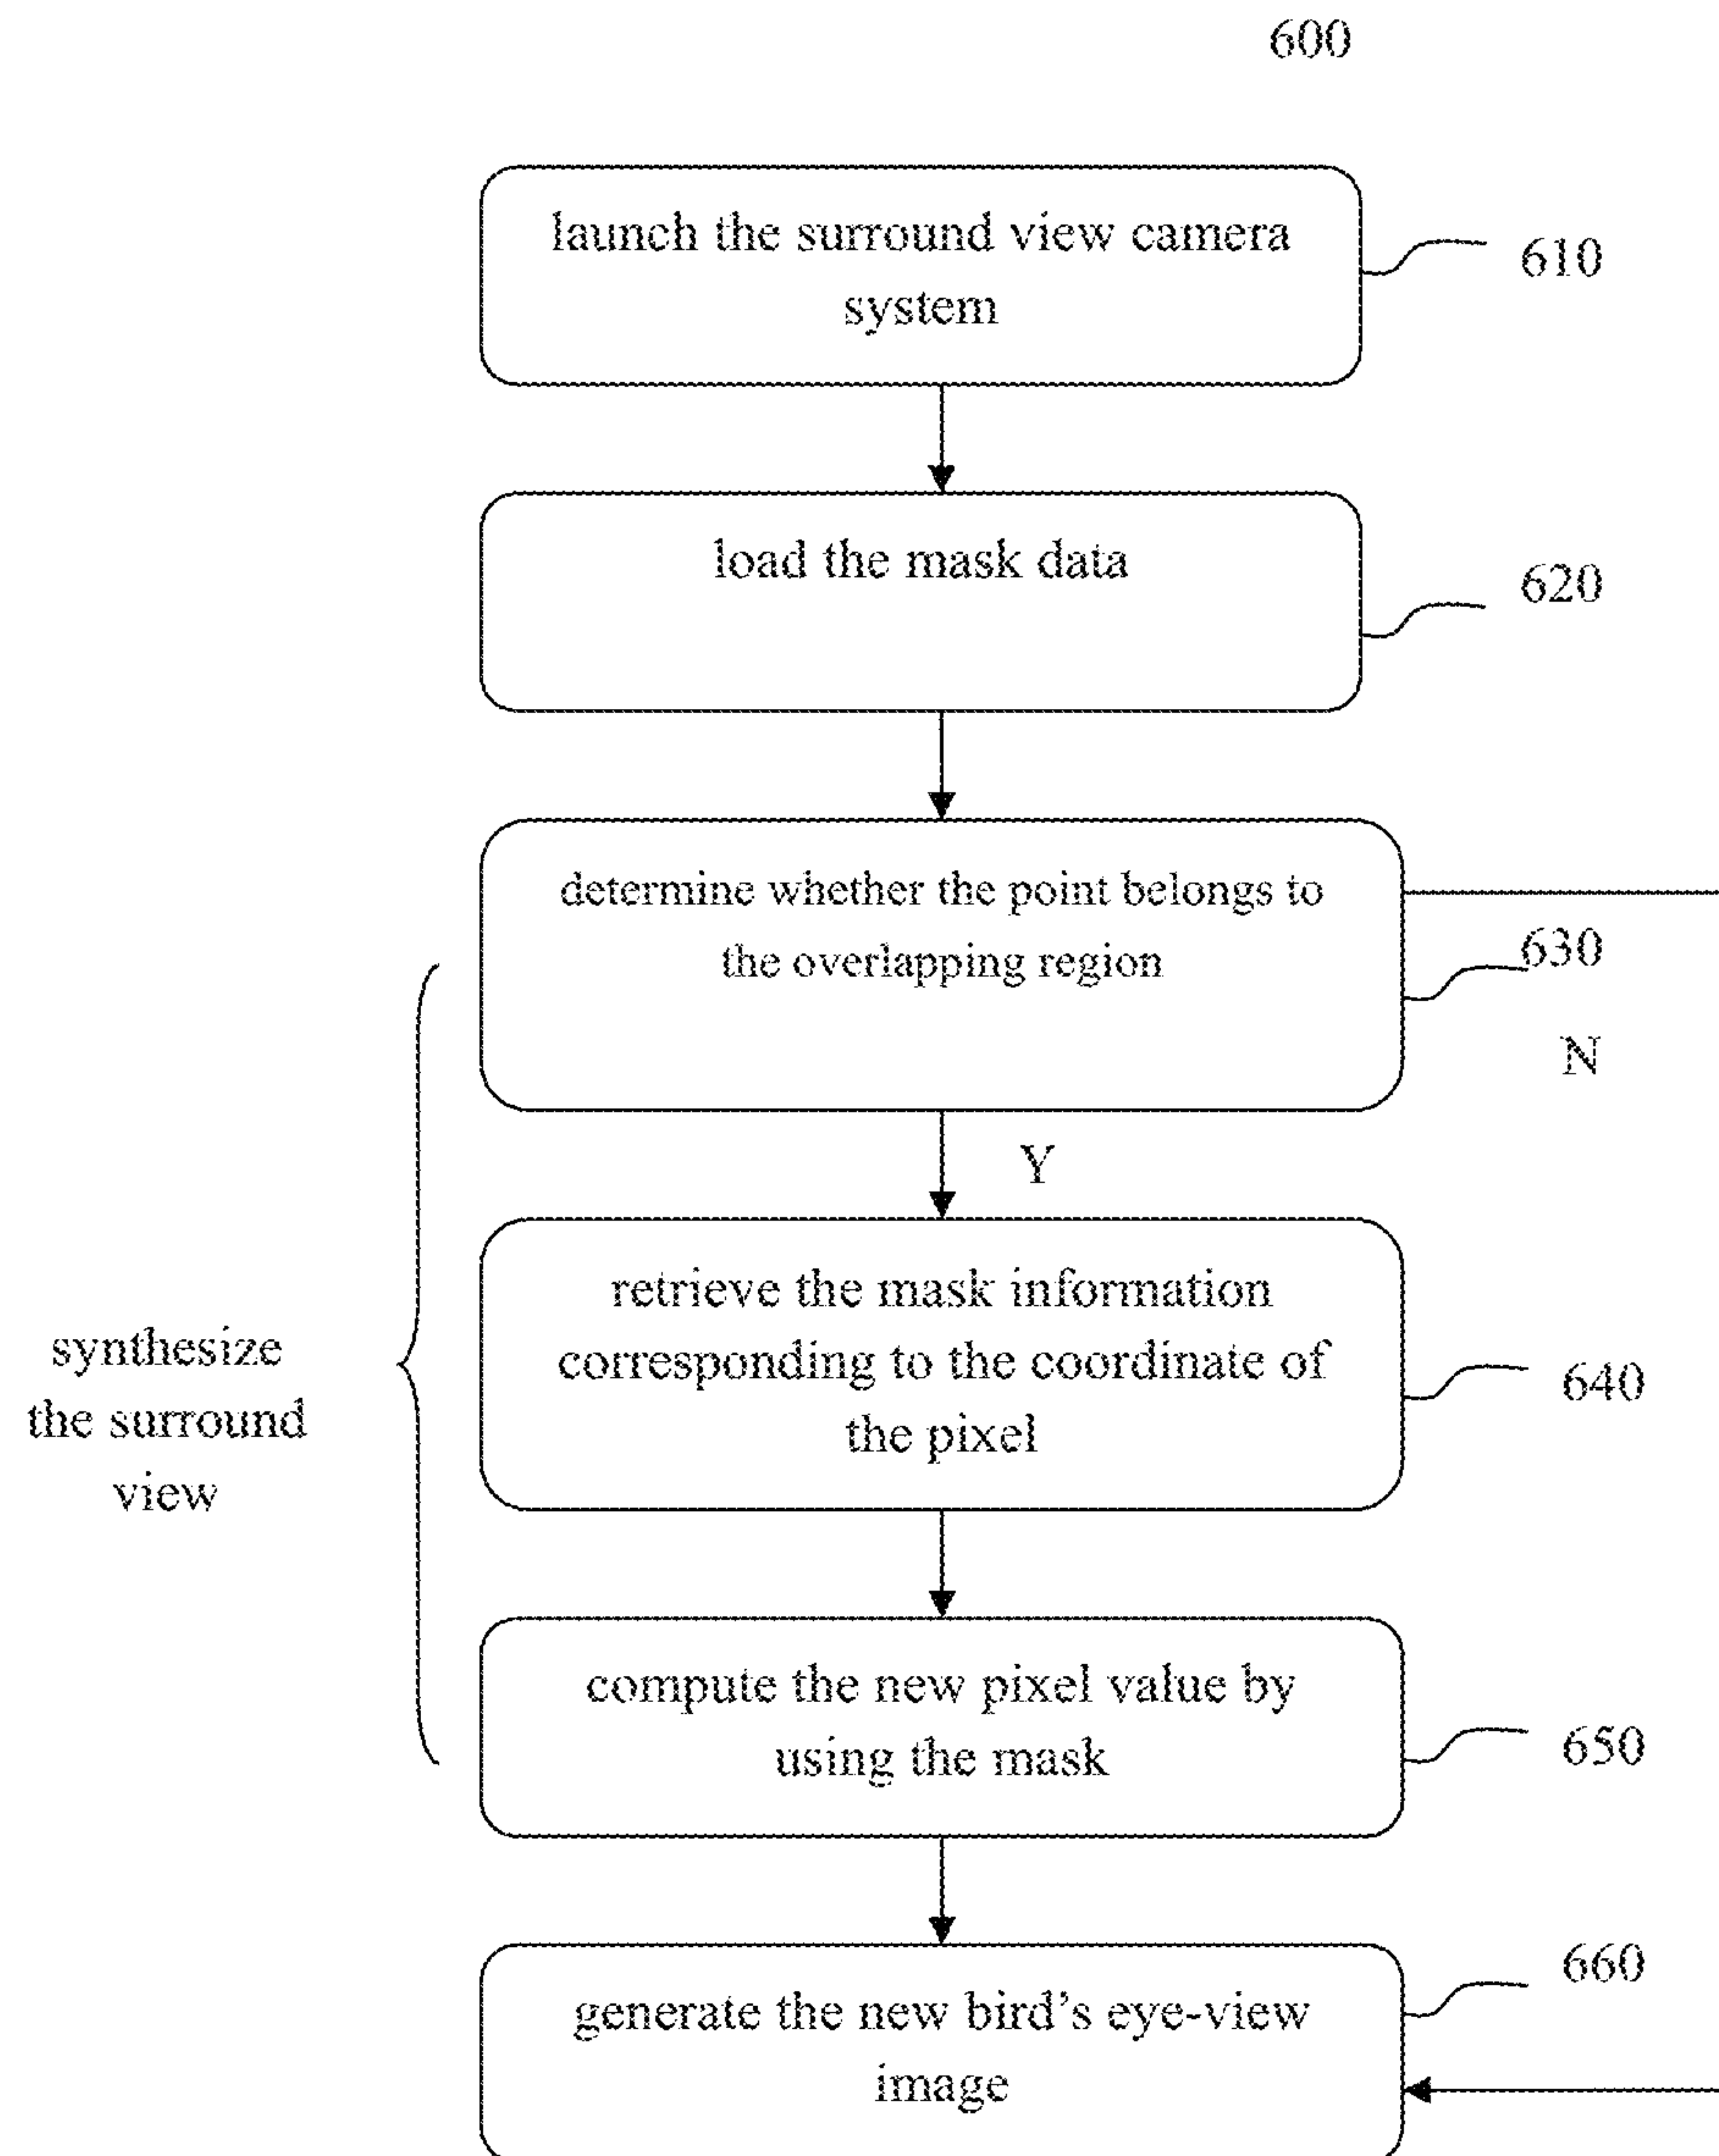 600
launch the surround view camera
system
610
load the mask data
620
determine whether the point belongs to
the overlapping region
630
N
Y
retrieve the mask information
corresponding to the coordinate of
the pixel
640
synthesize
the surround
view
compute the new pixel value by
using the mask
650
generate the new bird's eye-view
image
660